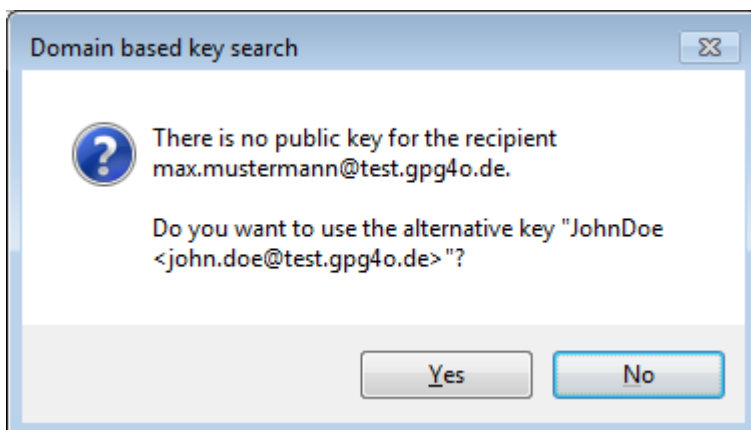 Domain based key search
There is no public key for the recipient
max.mustermann@test.gpg4o.de.
Do you want to use the alternative key "JohnDoe
<john.doe@test.gpg4o.de>"?
Yes
No